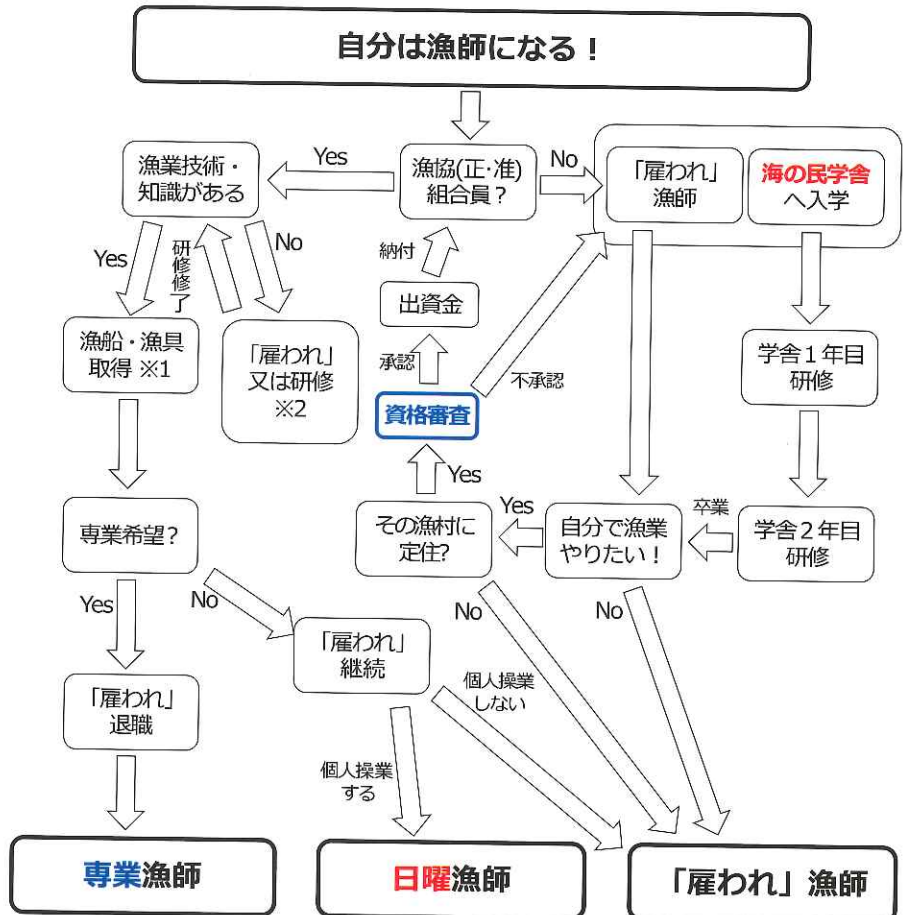 自分は漁師になる！
漁業技術・
知識がある
Yes
漁協(正・准)
組合員？
No
「雇われ」
漁師
海の民学舎
へ入学
Yes
研修修了
No
納付
出資金
漁船・漁具
取得 ※1
「雇われ」
又は研修
※2
承認
不承認
資格審査
学舎１年目
研修
Yes
専業希望？
その漁村に
定住？
Yes
自分で漁業
やりたい！
卒業
学舎２年目
研修
Yes
No
No
No
「雇われ」
継続
「雇われ」
退職
個人操業
しない
個人操業
する
専業漁師
日曜漁師
「雇われ」漁師